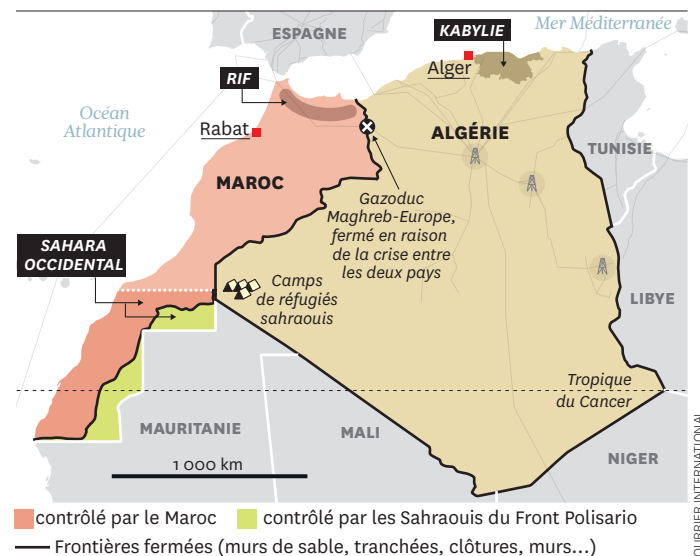 ESPAGNE
KABYLIE
Mer Méditerranée
Alger
RIF
Océan
Atlantique
Rabat
ALGÉRIE
TUNISIE
MAROC
Gazoduc
Maghreb-Europe,
fermé en raison
de la crise entre
les deux pays
SAHARA
OCCIDENTAL
Camps
de réfugiés
sahraouis
LIBYE
Tropique
du Cancer
MAURITANIE
MALI
NIGER
1 000 km
contrôlé par le Maroc
contrôlé par les Sahraouis du Front Polisario
Frontières fermées (murs de sable, tranchées, clôtures, murs…)